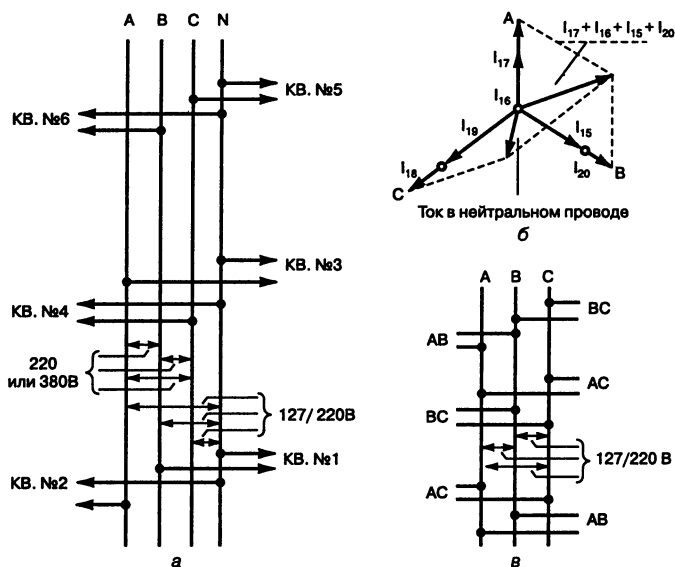 A B C N
КВ. №5
КВ. №6
КВ. №3
КВ. №4
220
или 380В
127/ 220В
КВ. №1
КВ. №2
а
A
I17 + I16 + I15 + I20
I17
I16
I19
I15
I18
I20
C
B
Ток в нейтральном проводе
б
A B C
BC
AB
AC
BC
127/220 В
AC
AB
в